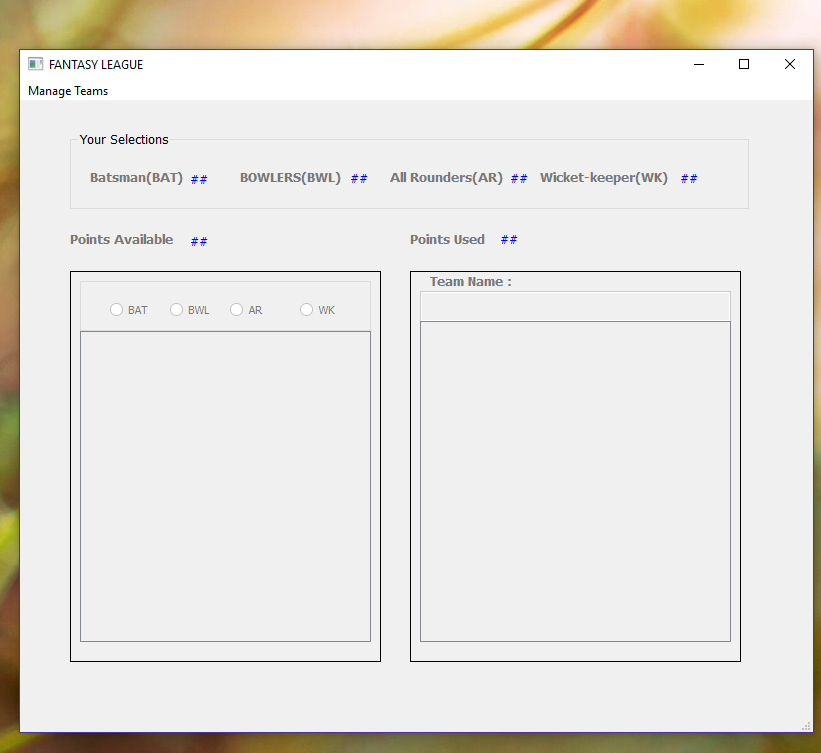 FANTASY LEAGUE
Manage Teams
Your Selections
Batsman(BAT) ## BOWLERS(BWL) ## All Rounders(AR) ## Wicket-keeper(WK) ##
Points Available ## Points Used ##
Team Name :
BAT BWL AR WK